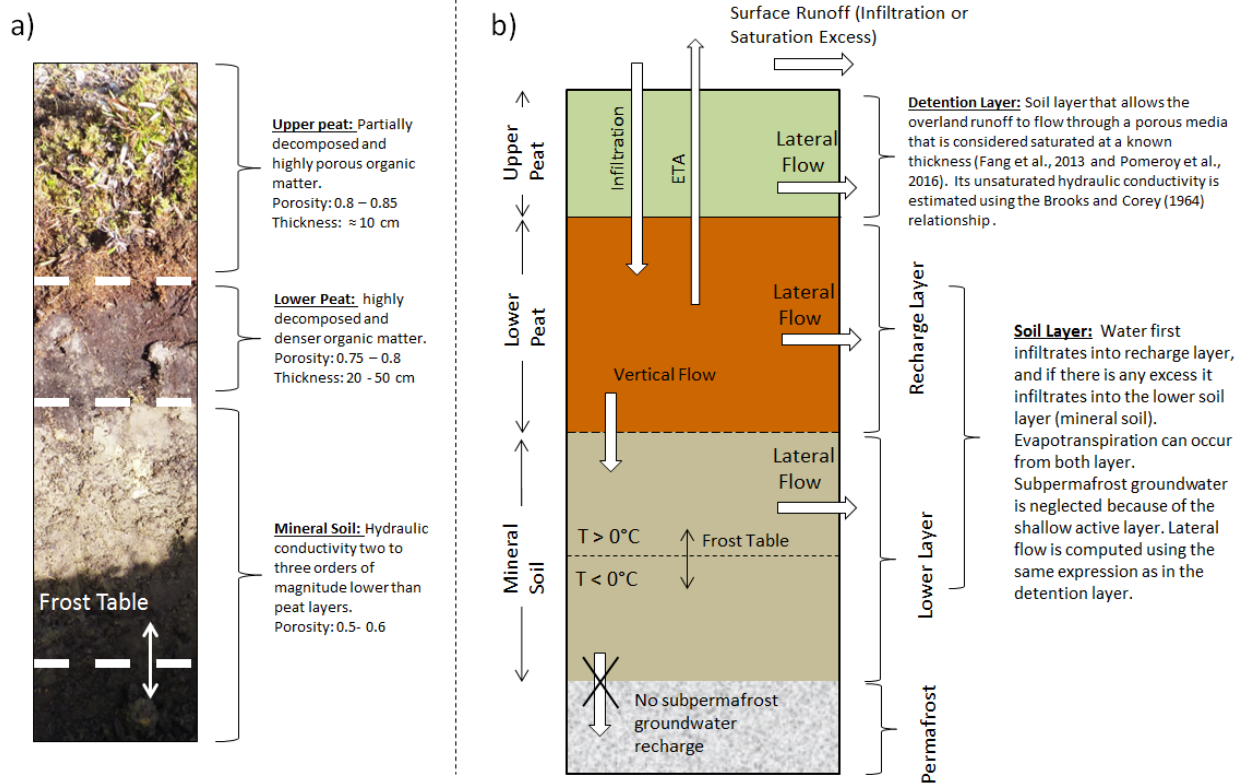 a)
Upper peat: Partially
decomposed and
highly porous organic
matter.
Porosity: 0.8 – 0.85
Thickness: ≈ 10 cm
Lower Peat: highly
decomposed and
denser organic matter.
Porosity: 0.75 – 0.8
Thickness: 20 - 50 cm
Mineral Soil: Hydraulic
conductivity two to
three orders of
magnitude lower than
peat layers.
Porosity: 0.5- 0.6
Frost Table
b)
Surface Runoff (Infiltration or
Saturation Excess)
Upper
Peat
Infiltration
ETA
Lateral
Flow
Detention Layer: Soil layer that allows the
overland runoff to flow through a porous media
that is considered saturated at a known
thickness (Fang et al., 2013 and Pomeroy et al.,
2016). Its unsaturated hydraulic conductivity is
estimated using the Brooks and Corey (1964)
relationship .
Lower
Peat
Lateral
Flow
Vertical Flow
Recharge Layer
Mineral
Soil
Lateral
Flow
T > 0°C
Frost Table
T < 0°C
Lower Layer
Soil Layer: Water first
infiltrates into recharge layer,
and if there is any excess it
infiltrates into the lower soil
layer (mineral soil).
Evapotranspiration can occur
from both layer.
Subpermafrost groundwater
is neglected because of the
shallow active layer. Lateral
flow is computed using the
same expression as in the
detention layer.
No subpermafrost
groundwater
recharge
Permafrost